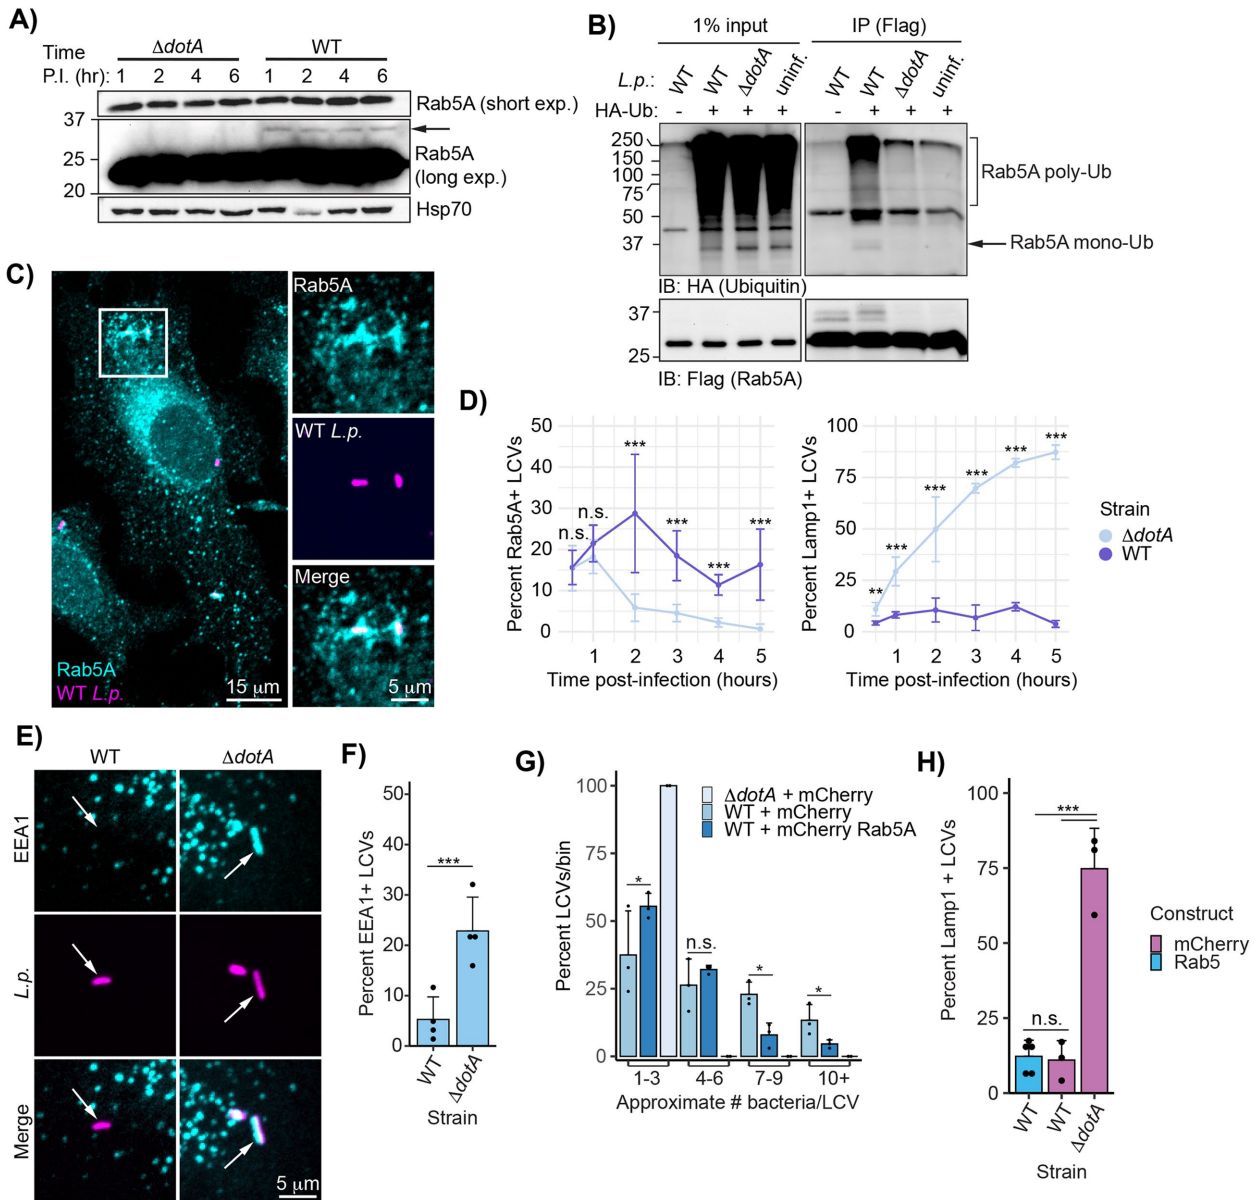 A)
Time
ΔdotA
WT
P.I. (hr): 1 2 4 6 1 2 4 6
Rab5A (short exp.)
37
25
20
Rab5A
(long exp.)
Hsp70
B)
1% input
IP (Flag)
L.p.: WT WT ΔdotA uninf. WT WT ΔdotA uninf.
HA-Ub: - + + + - + + +
250
150
100
75
50
37
Rab5A poly-Ub
Rab5A mono-Ub
IB: HA (Ubiquitin)
37
25
IB: Flag (Rab5A)
C)
Rab5A
WT L.p.
Merge
Rab5A
WT L.p.
15 μm
5 μm
D)
Percent Rab5A+ LCVs
50
40
30
20
10
0
n.s. n.s. *** *** *** ***
1 2 3 4 5
Time post-infection (hours)
Percent Lamp1+ LCVs
100
75
50
25
0
** *** *** *** *** ***
1 2 3 4 5
Time post-infection (hours)
Strain
ΔdotA
WT
E)
WT
ΔdotA
EEA1
L.p.
Merge
5 μm
F)
Percent EEA1+ LCVs
50
40
30
20
10
0
***
WT
ΔdotA
Strain
G)
Percent LCVs/bin
100
75
50
25
0
ΔdotA + mCherry
WT + mCherry
WT + mCherry Rab5A
*
n.s.
*
*
1-3 4-6 7-9 10+
Approximate # bacteria/LCV
H)
Percent Lamp1 + LCVs
100
75
50
25
0
***
n.s.
WT
WT
ΔdotA
Strain
Construct
mCherry
Rab5